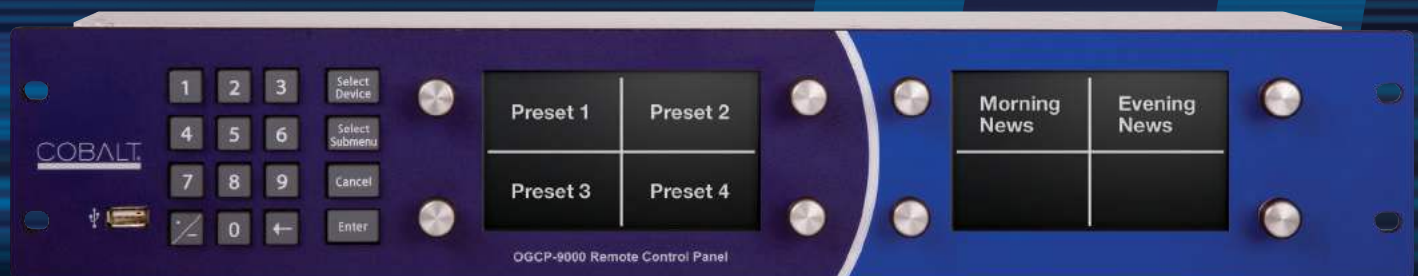 COBALT
1 2 3 Select Device
4 5 6 Select Submenu
7 8 9 Cancel
+/- 0 ← Enter
Preset 1 Preset 2
Preset 3 Preset 4
OGCP-9000 Remote Control Panel
Morning News
Evening News